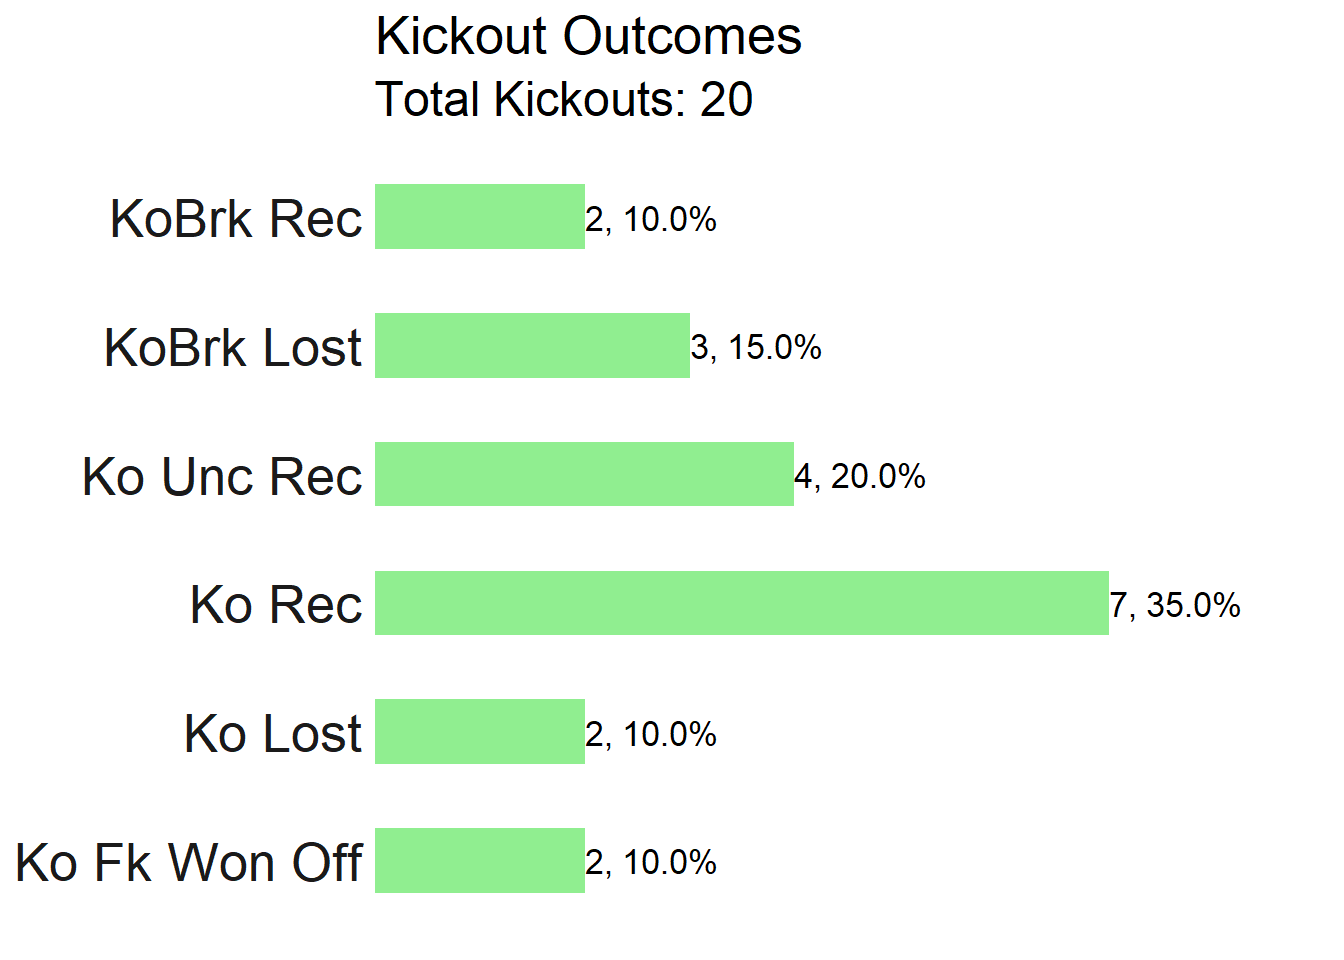 Kickout Outcomes
Total Kickouts: 20
KoBrk Rec 2, 10.0%
KoBrk Lost 3, 15.0%
Ko Unc Rec 4, 20.0%
Ko Rec 7, 35.0%
Ko Lost 2, 10.0%
Ko Fk Won Off 2, 10.0%